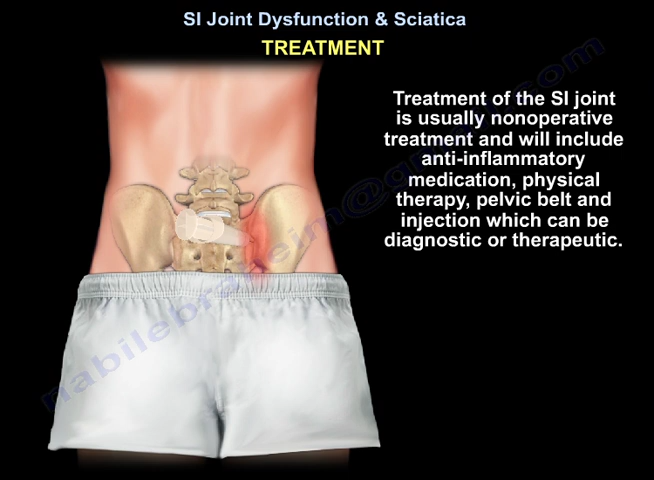 SI Joint Dysfunction & Sciatica
TREATMENT
Treatment of the SI joint
is usually nonoperative
treatment and will include
anti-inflammatory
medication, physical
therapy, pelvic belt and
injection which can be
diagnostic or therapeutic.